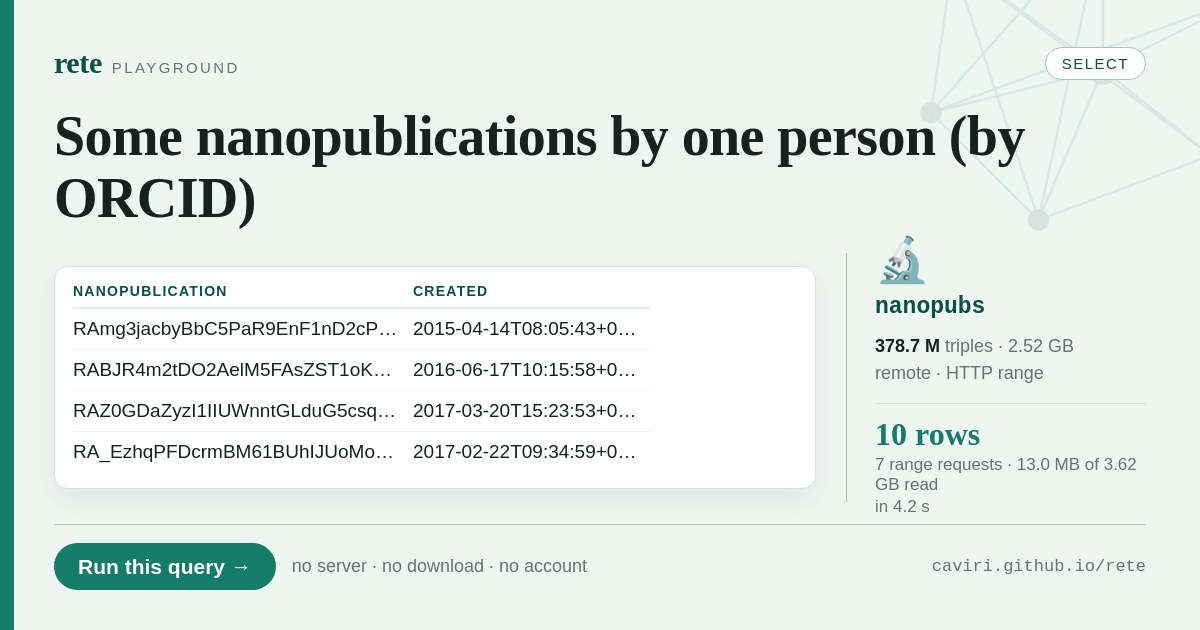 rete PLAYGROUND
SELECT
Some nanopublications by one person (by
ORCID)
NANOPUBLICATION CREATED
RAmg3jacbyBbC5PaR9EnF1nD2cP… 2015-04-14T08:05:43+0…
RABJR4m2tDO2AelM5FAsZST1oK… 2016-06-17T10:15:58+0…
RAZ0GDaZyzI1IIUWnntGLduG5csq… 2017-03-20T15:23:53+0…
RA_EzhqPFDcrmBM61BUhIJUoMo… 2017-02-22T09:34:59+0…
nanopubs
378.7 M triples · 2.52 GB
remote · HTTP range
10 rows
7 range requests · 13.0 MB of 3.62
GB read
in 4.2 s
Run this query →
no server · no download · no account
caviri.github.io/rete